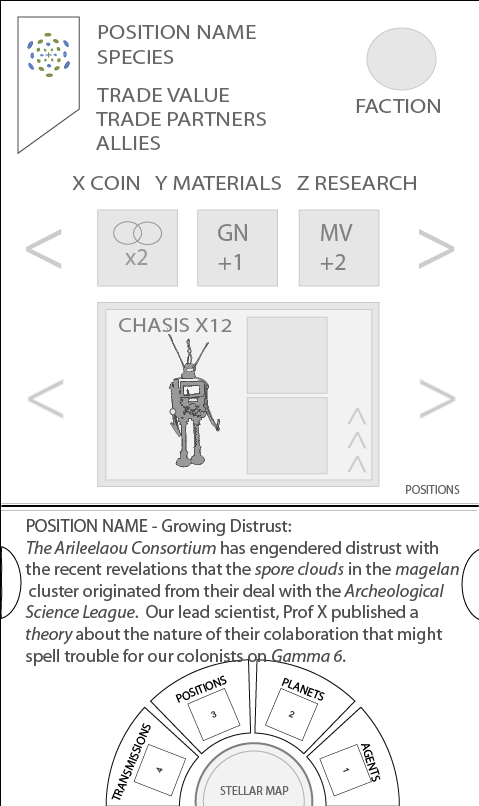 POSITION NAME
SPECIES
TRADE VALUE
TRADE PARTNERS
ALLIES
FACTION
X COIN Y MATERIALS Z RESEARCH
< x2 GN +1 MV +2 >
CHASIS X12
< >
POSITIONS
POSITION NAME - Growing Distrust:
The Arileelaou Consortium has engendered distrust with
the recent revelations that the spore clouds in the magelan
cluster originated from their deal with the Archeological
Science League. Our lead scientist, Prof X published a
theory about the nature of their colaboration that might
spell trouble for our colonists on Gamma 6.
TRANSMISSIONS
4
POSITIONS
3
PLANETS
2
AGENTS
1
STELLAR MAP